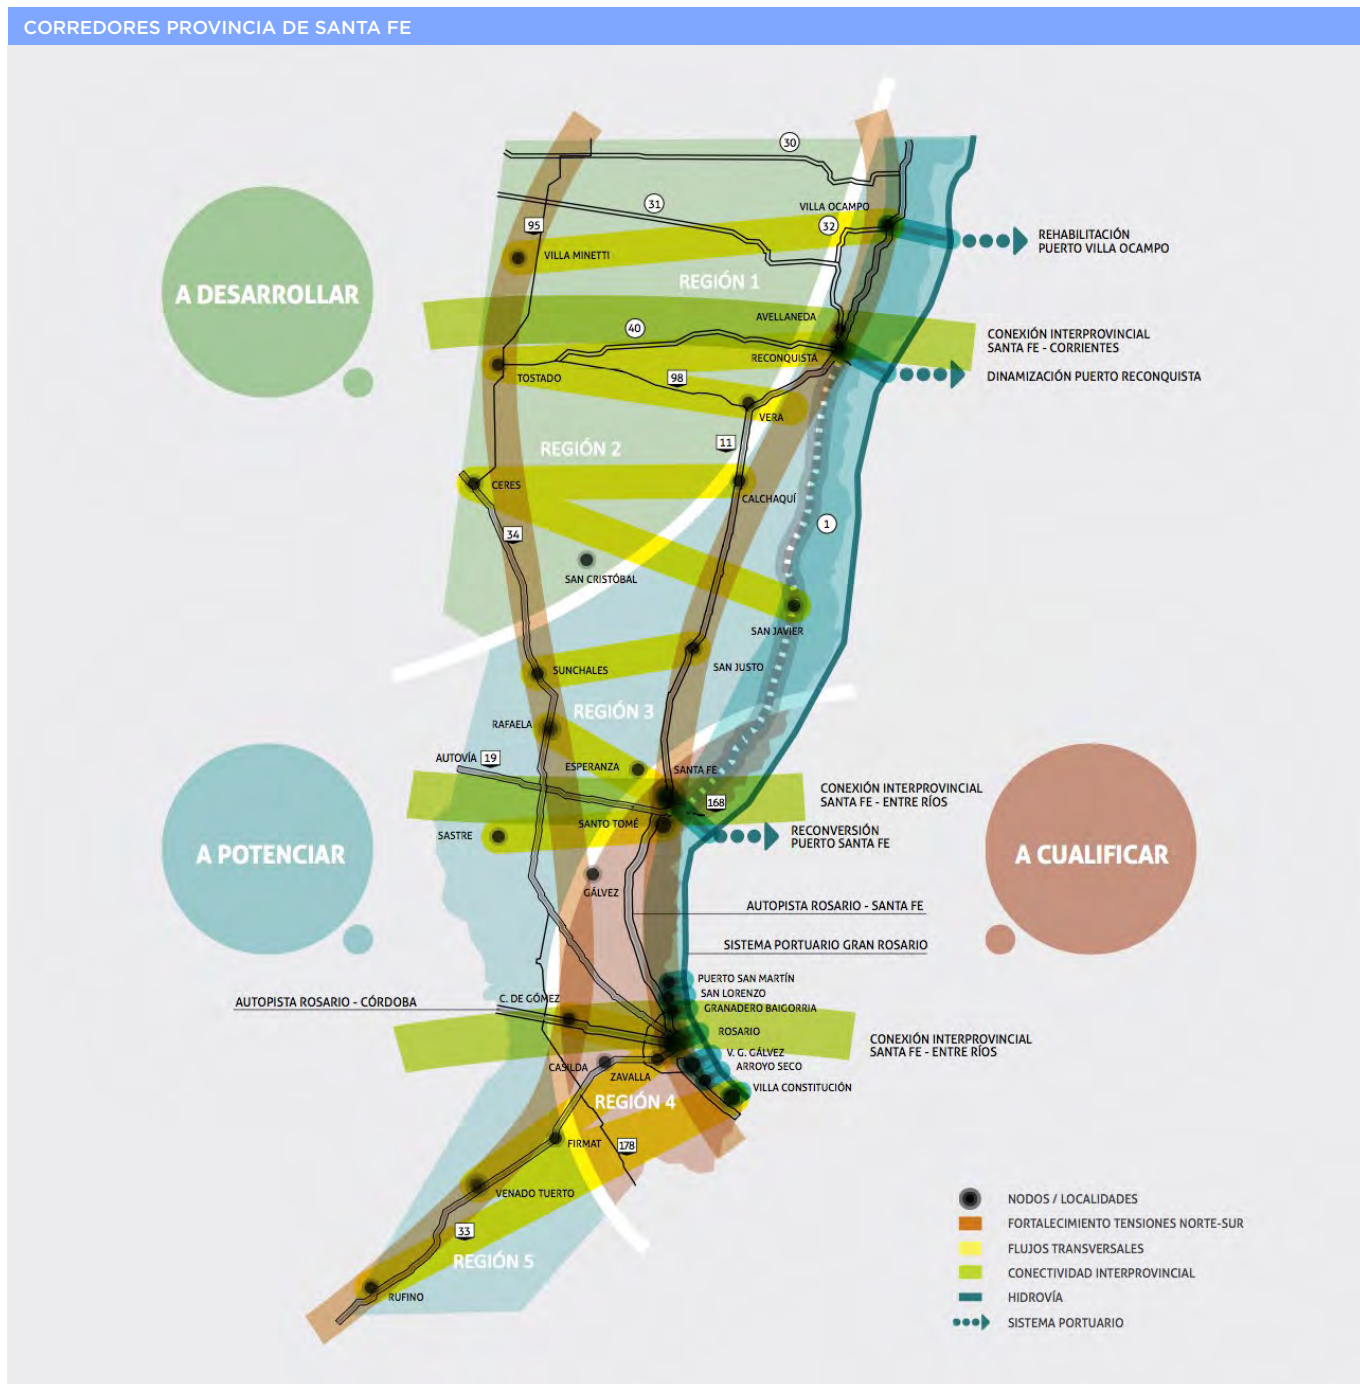 CORREDORES PROVINCIA DE SANTA FE
30
31
VILLA OCAMPO
32
95
REHABILITACIÓN
PUERTO VILLA OCAMPO
VILLA MINETTI
REGIÓN 1
A DESARROLLAR
AVELLANEDA
40
CONEXIÓN INTERPROVINCIAL
SANTA FE - CORRIENTES
RECONQUISTA
TOSTADO
98
DINAMIZACIÓN PUERTO RECONQUISTA
VERA
11
REGIÓN 2
CERES
CALCHAQUÍ
1
34
SAN CRISTÓBAL
SAN JAVIER
SUNCHALES
SAN JUSTO
REGIÓN 3
RAFAELA
AUTOVÍA
19
ESPERANZA
SANTA FE
168
CONEXIÓN INTERPROVINCIAL
SANTA FE - ENTRE RÍOS
SANTO TOMÉ
SASTRE
RECONVERSIÓN
PUERTO SANTA FE
A POTENCIAR
A CUALIFICAR
GÁLVEZ
AUTOPISTA ROSARIO - SANTA FE
SISTEMA PORTUARIO GRAN ROSARIO
PUERTO SAN MARTÍN
SAN LORENZO
AUTOPISTA ROSARIO - CÓRDOBA
C. DE GÓMEZ
GRANADERO BAIGORRIA
ROSARIO
CONEXIÓN INTERPROVINCIAL
SANTA FE - ENTRE RÍOS
V. G. GÁLVEZ
ARROYO SECO
CASILDA
ZAVALLA
VILLA CONSTITUCIÓN
REGIÓN 4
FIRMAT
178
VENADO TUERTO
33
REGIÓN 5
RUFINO
NODOS / LOCALIDADES
FORTALECIMIENTO TENSIONES NORTE-SUR
FLUJOS TRANSVERSALES
CONECTIVIDAD INTERPROVINCIAL
HIDROVÍA
SISTEMA PORTUARIO